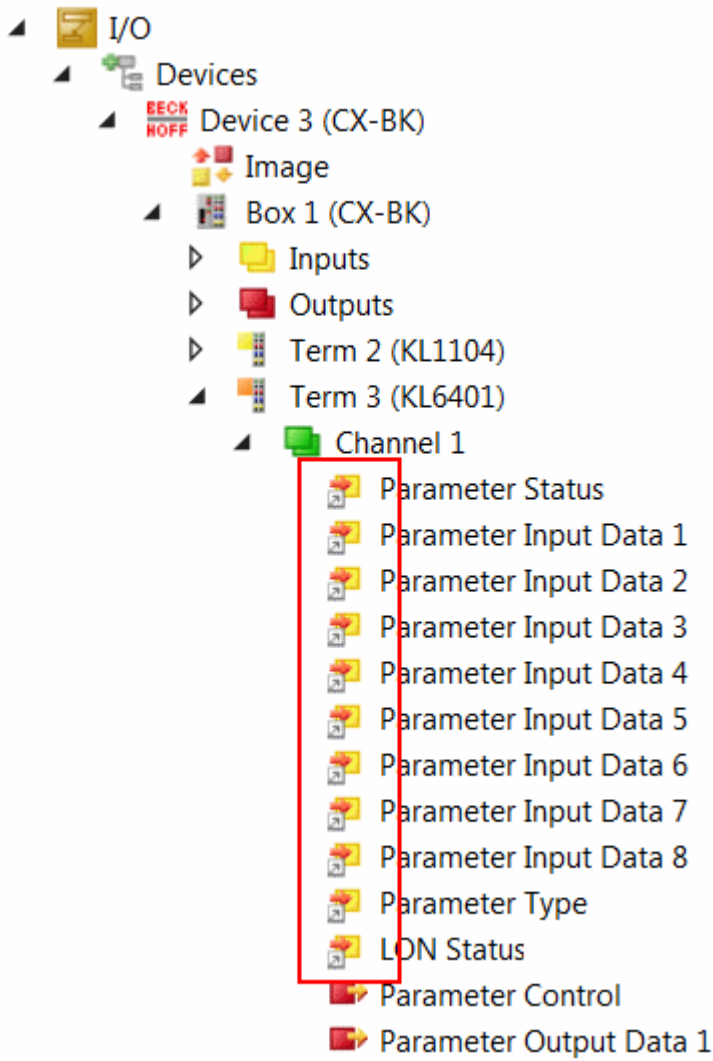 I/O
Devices
BECK
HOFF
Device 3 (CX-BK)
Image
Box 1 (CX-BK)
Inputs
Outputs
Term 2 (KL1104)
Term 3 (KL6401)
Channel 1
Parameter Status
Parameter Input Data 1
Parameter Input Data 2
Parameter Input Data 3
Parameter Input Data 4
Parameter Input Data 5
Parameter Input Data 6
Parameter Input Data 7
Parameter Input Data 8
Parameter Type
LON Status
Parameter Control
Parameter Output Data 1